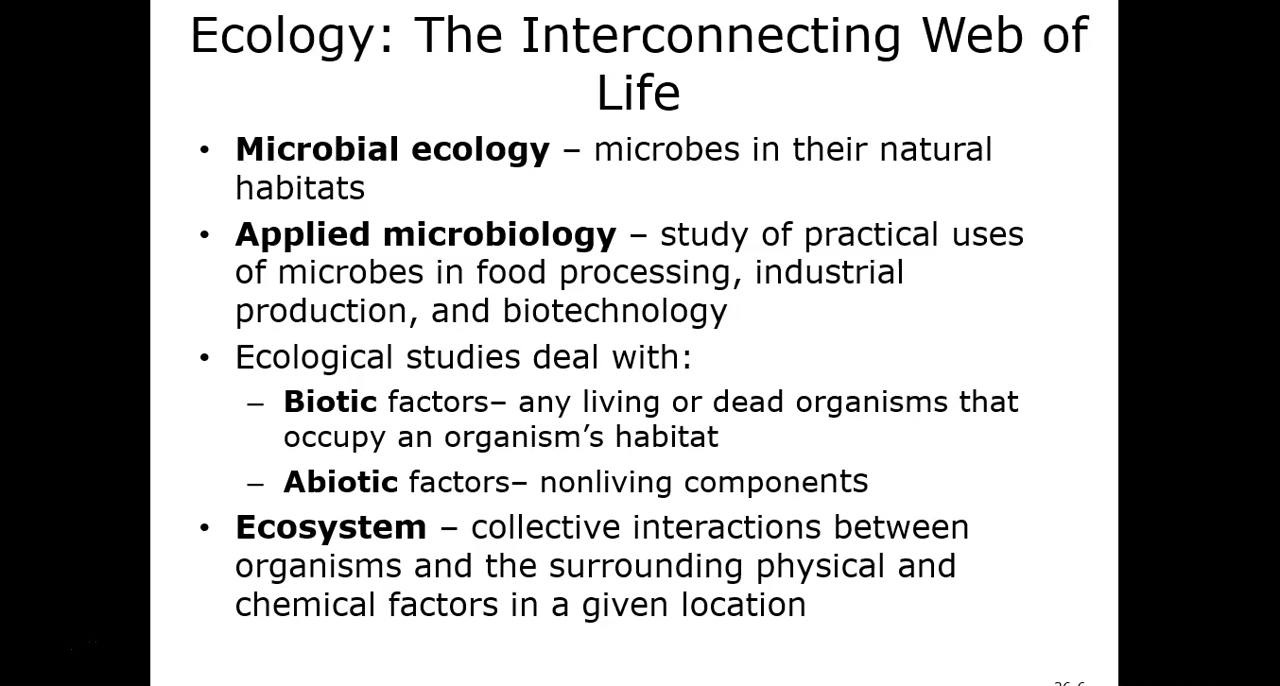 Ecology: The Interconnecting Web of
Life
• Microbial ecology – microbes in their natural
habitats
• Applied microbiology – study of practical uses
of microbes in food processing, industrial
production, and biotechnology
• Ecological studies deal with:
– Biotic factors– any living or dead organisms that
occupy an organism’s habitat
– Abiotic factors– nonliving components
• Ecosystem – collective interactions between
organisms and the surrounding physical and
chemical factors in a given location